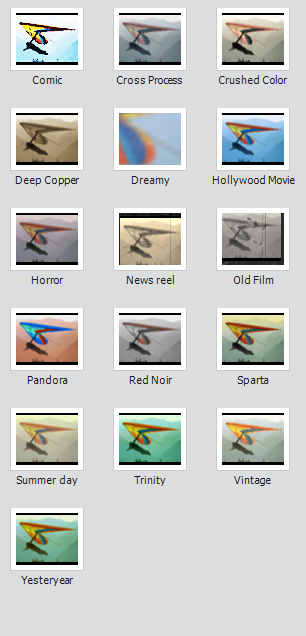 Comic
Cross Process
Crushed Color
Deep Copper
Dreamy
Hollywood Movie
Horror
News reel
Old Film
Pandora
Red Noir
Sparta
Summer day
Trinity
Vintage
Yesteryear